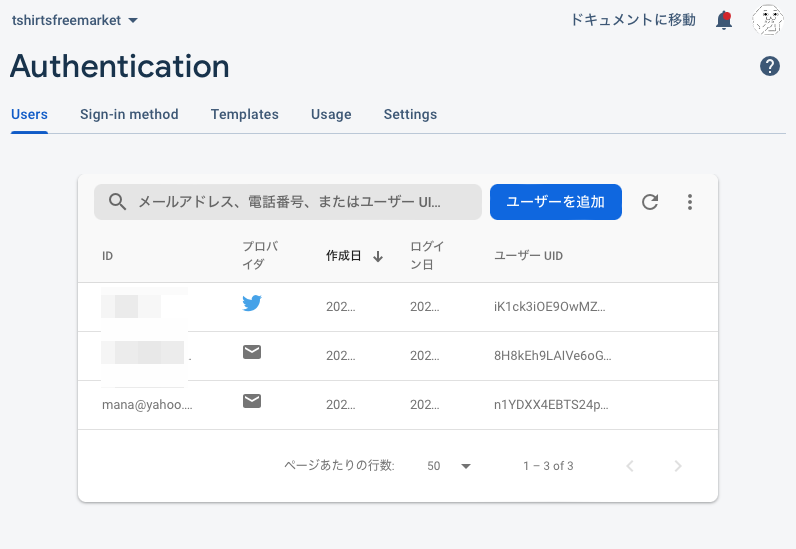 tshirtsfreemarket
ドキュメントに移動
Authentication
Users Sign-in method Templates Usage Settings
メールアドレス、電話番号、またはユーザー UI...
ユーザーを追加
ID プロバイダ 作成日 ログイン日 ユーザー UID
202... 202... iK1ck3iOE9OwMZ...
. 202... 202... 8H8kEh9LAIVe6oG...
mana@yahoo.... 202... 202... n1YDXX4EBTS24p...
ページあたりの行数: 50 1 – 3 of 3